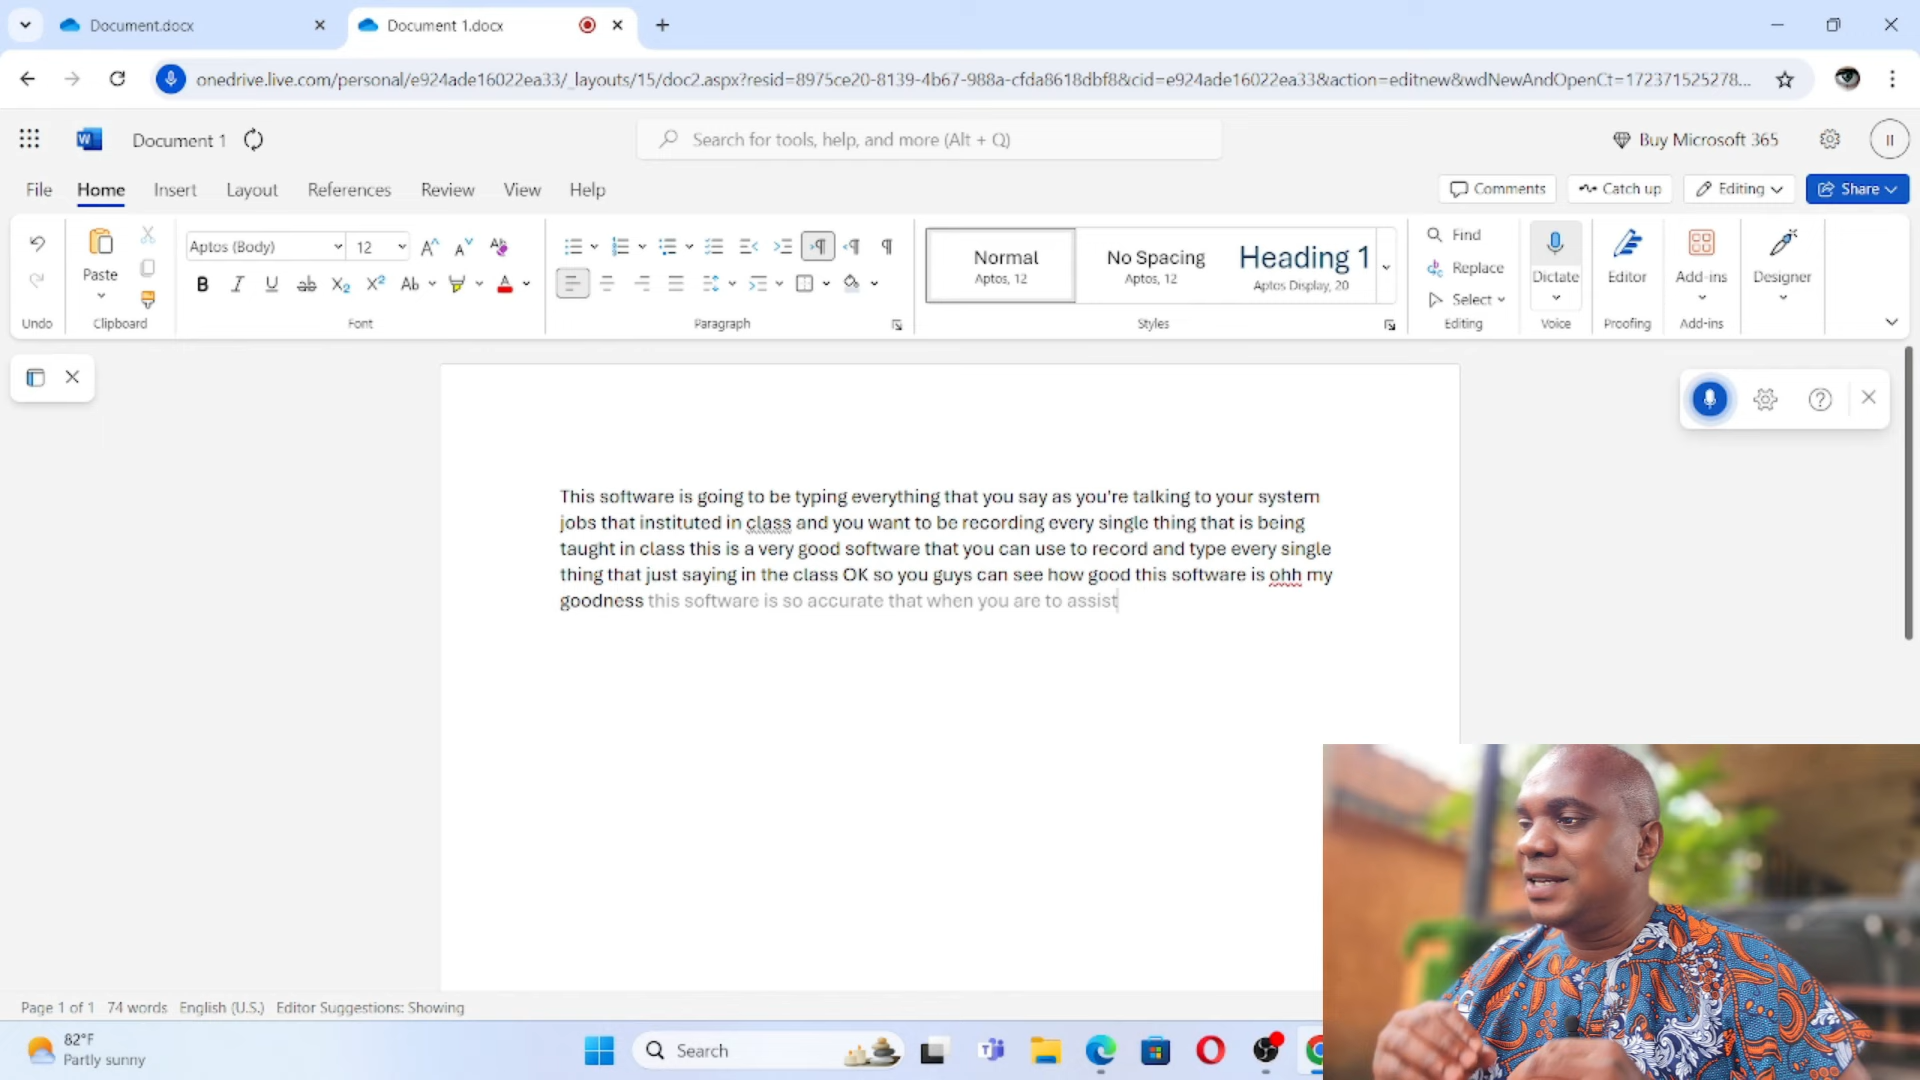 Document.docx
Document 1.docx
onedrive.live.com/personal/e924ade16022ea33/_layouts/15/doc2.aspx?resid=8975ce20-8139-4b67-988a-cfda8618dbf8&cid=e924ade16022ea33&action=editnew&wdNewAndOpenCt=172371525278...
Document 1
Search for tools, help, and more (Alt + Q)
Buy Microsoft 365
II
File Home Insert Layout References Review View Help
Comments Catch up Editing Share
Paste
Aptos (Body) 12
Normal
Aptos, 12
No Spacing
Aptos, 12
Heading 1
Aptos Display, 20
Find
Replace
Select
Dictate
Editor
Add-ins
Designer
Undo Clipboard Font Paragraph Styles Editing Voice Proofing Add-ins
This software is going to be typing everything that you say as you're talking to your system
jobs that instituted in class and you want to be recording every single thing that is being
taught in class this is a very good software that you can use to record and type every single
thing that just saying in the class OK so you guys can see how good this software is ohh my
goodness this software is so accurate that when you are to assist
Page 1 of 1 74 words English (U.S.) Editor Suggestions: Showing
82°F
Partly sunny
Search